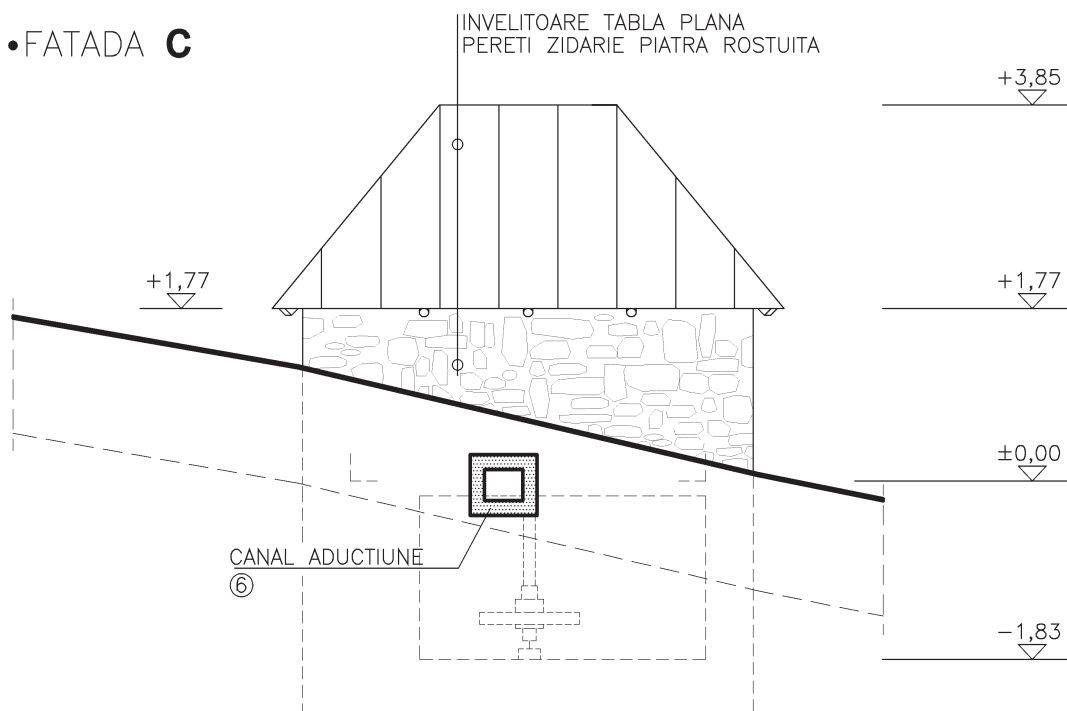 •FATADA C
INVELITOARE TABLA PLANA
PERETI ZIDARIE PIATRA ROSTUITA
+3,85
+1,77
+1,77
±0,00
CANAL ADUCTIUNE
6
−1,83